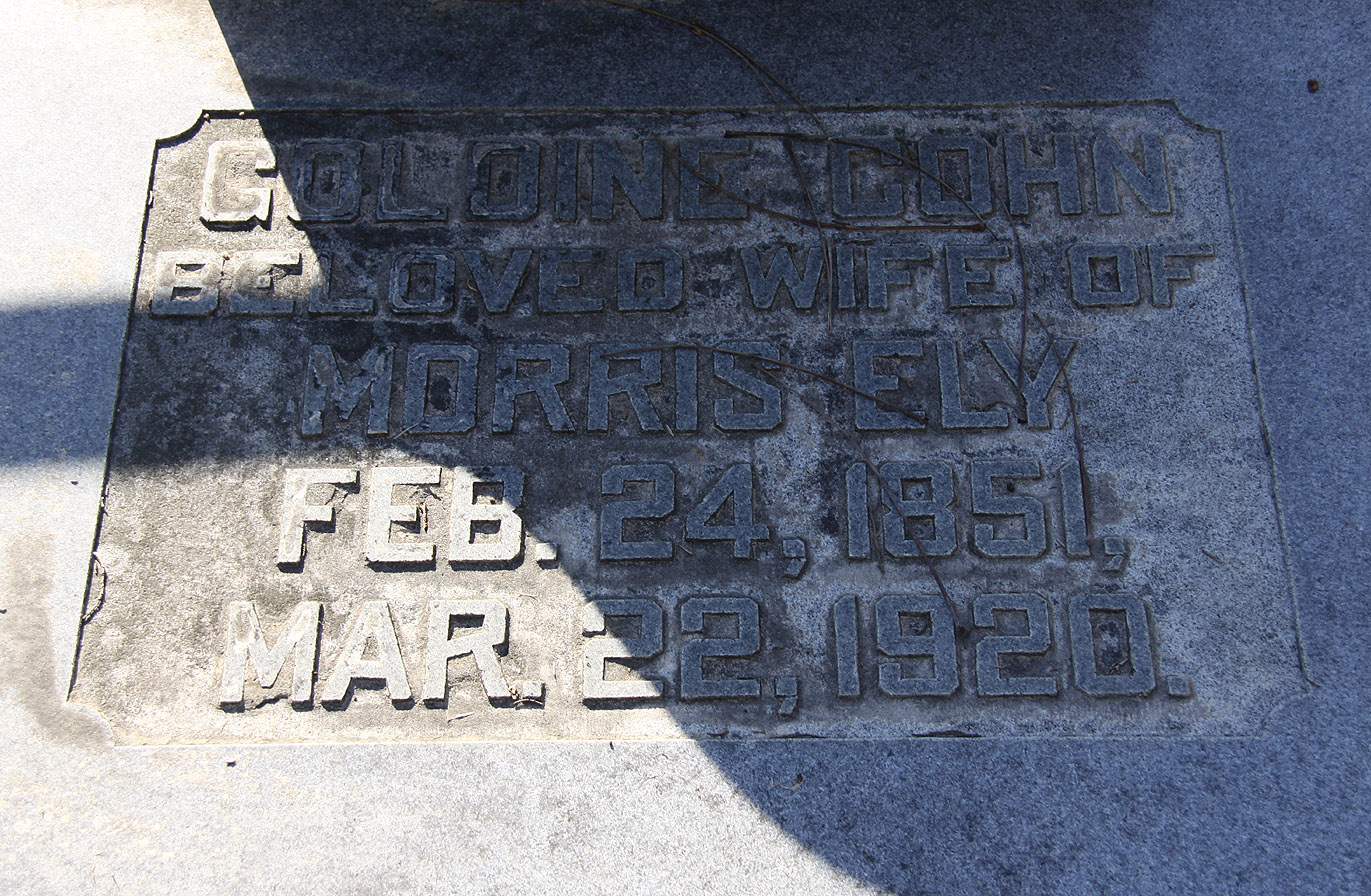 GOLDINE COHN
BELOVED WIFE OF
MORRIS ELY
FEB. 24, 1851,
MAR. 22, 1920.